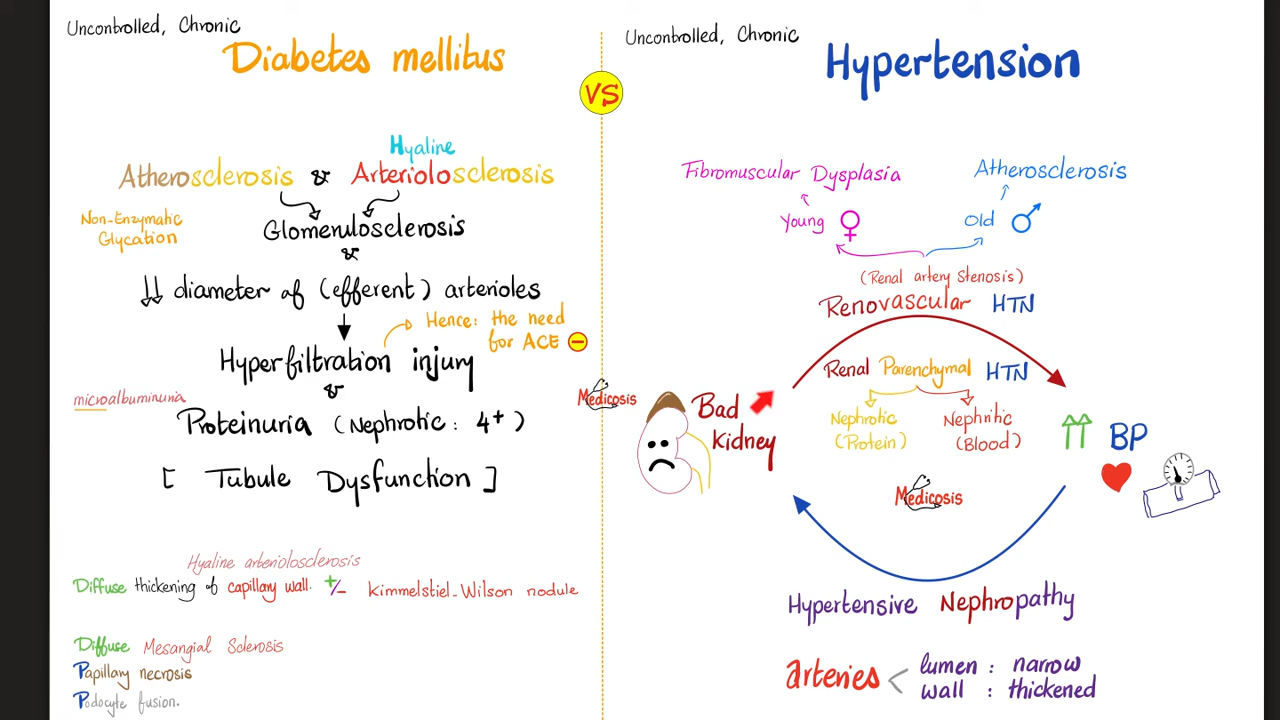 Uncontrolled, Chronic
Diabetes mellitus
Hyaline
Atherosclerosis & Arteriolosclerosis
Non-Enzymatic
Glycation
Glomerulosclerosis
&
↓↓ diameter of (efferent) arterioles
Hence: the need
for ACE −
Hyperfiltration injury
&
microalbuminuria
Proteinuria (Nephrotic: 4+)
[ Tubule Dysfunction ]
Hyaline arteriolosclerosis
Diffuse thickening of capillary wall. +/- Kimmelstiel-Wilson nodule
Diffuse Mesangial Sclerosis
Papillary necrosis
Podocyte fusion.
VS
Uncontrolled, Chronic
Hypertension
Fibromuscular Dysplasia
Atherosclerosis
Young ♀
Old ♂
(Renal artery stenosis)
Renovascular HTN
Renal Parenchymal HTN
Nephrotic
(Protein)
Nephritic
(Blood)
Medicosis
Bad
kidney
↑↑ BP
Medicosis
Hypertensive Nephropathy
arteries < lumen : narrow
wall : thickened